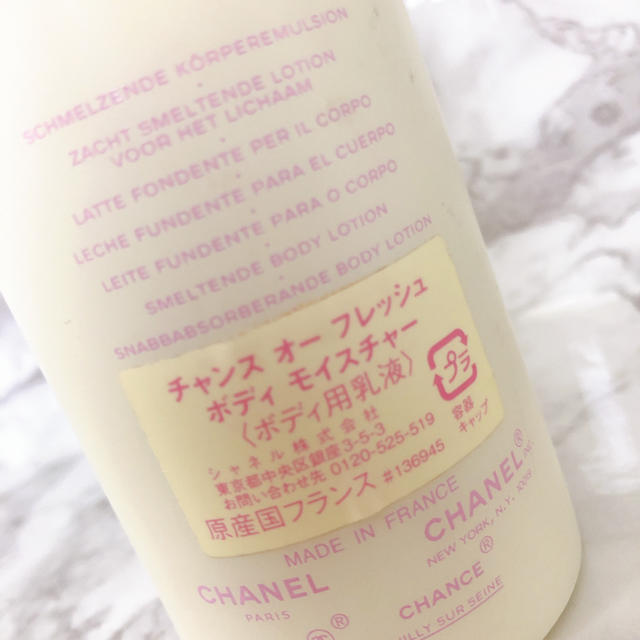 SCHMELZENDE KÖRPEREMULSION
ZACHT SMELTENDE LOTION
VOOR HET LICHAAM
LATTE FONDENTE PER IL CORPO
LECHE FUNDENTE PARA EL CUERPO
LEITE FUNDENTE PARA O CORPO
SMELTENDE BODY LOTION
SNABBABSORBERANDE BODY LOTION
チャンス オー フレッシュ
ボディ モイスチャー
〈ボディ用乳液〉
シャネル株式会社
東京都中央区銀座3-5-3
お問い合わせ先 0120-525-519
原産国フランス #136945
プラ
容器
キャップ
MADE IN FRANCE
CHANEL
PARIS
CHANEL®
NEW YORK, N.Y.
CHANCE®
ILLY SUR SEINE